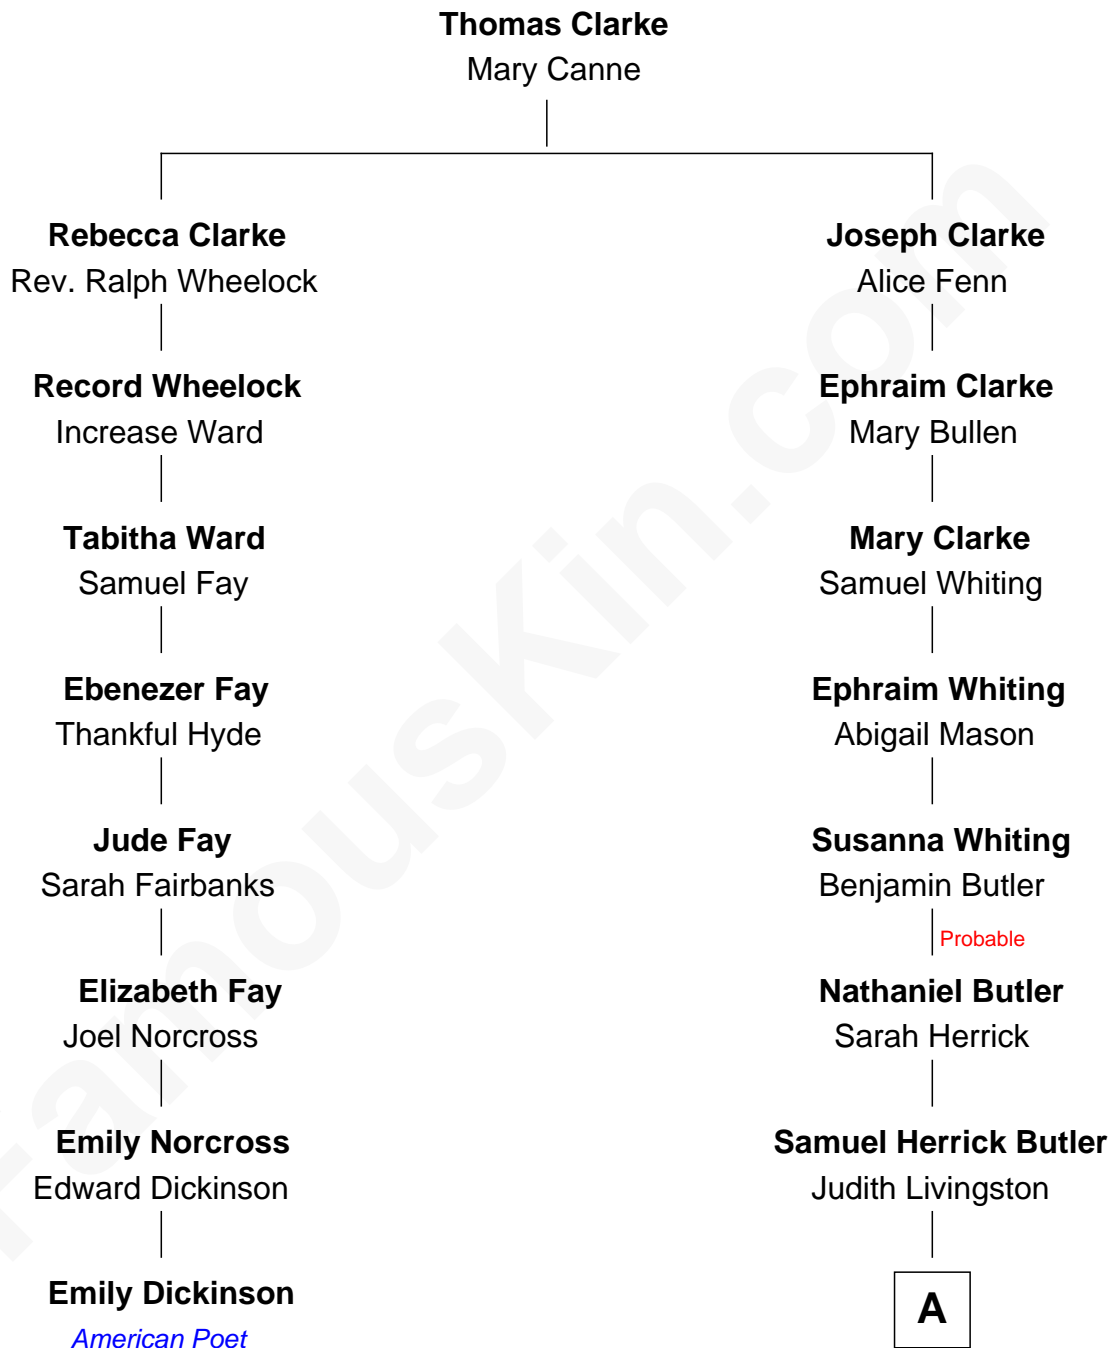 Thomas Clarke
Mary Canne
Rebecca Clarke
Rev. Ralph Wheelock
Joseph Clarke
Alice Fenn
Record Wheelock
Increase Ward
Ephraim Clarke
Mary Bullen
Tabitha Ward
Samuel Fay
Mary Clarke
Samuel Whiting
Ebenezer Fay
Thankful Hyde
Ephraim Whiting
Abigail Mason
Jude Fay
Sarah Fairbanks
Susanna Whiting
Benjamin Butler
Probable
Elizabeth Fay
Joel Norcross
Nathaniel Butler
Sarah Herrick
Emily Norcross
Edward Dickinson
Samuel Herrick Butler
Judith Livingston
Emily Dickinson
American Poet
A
FamousKin.com